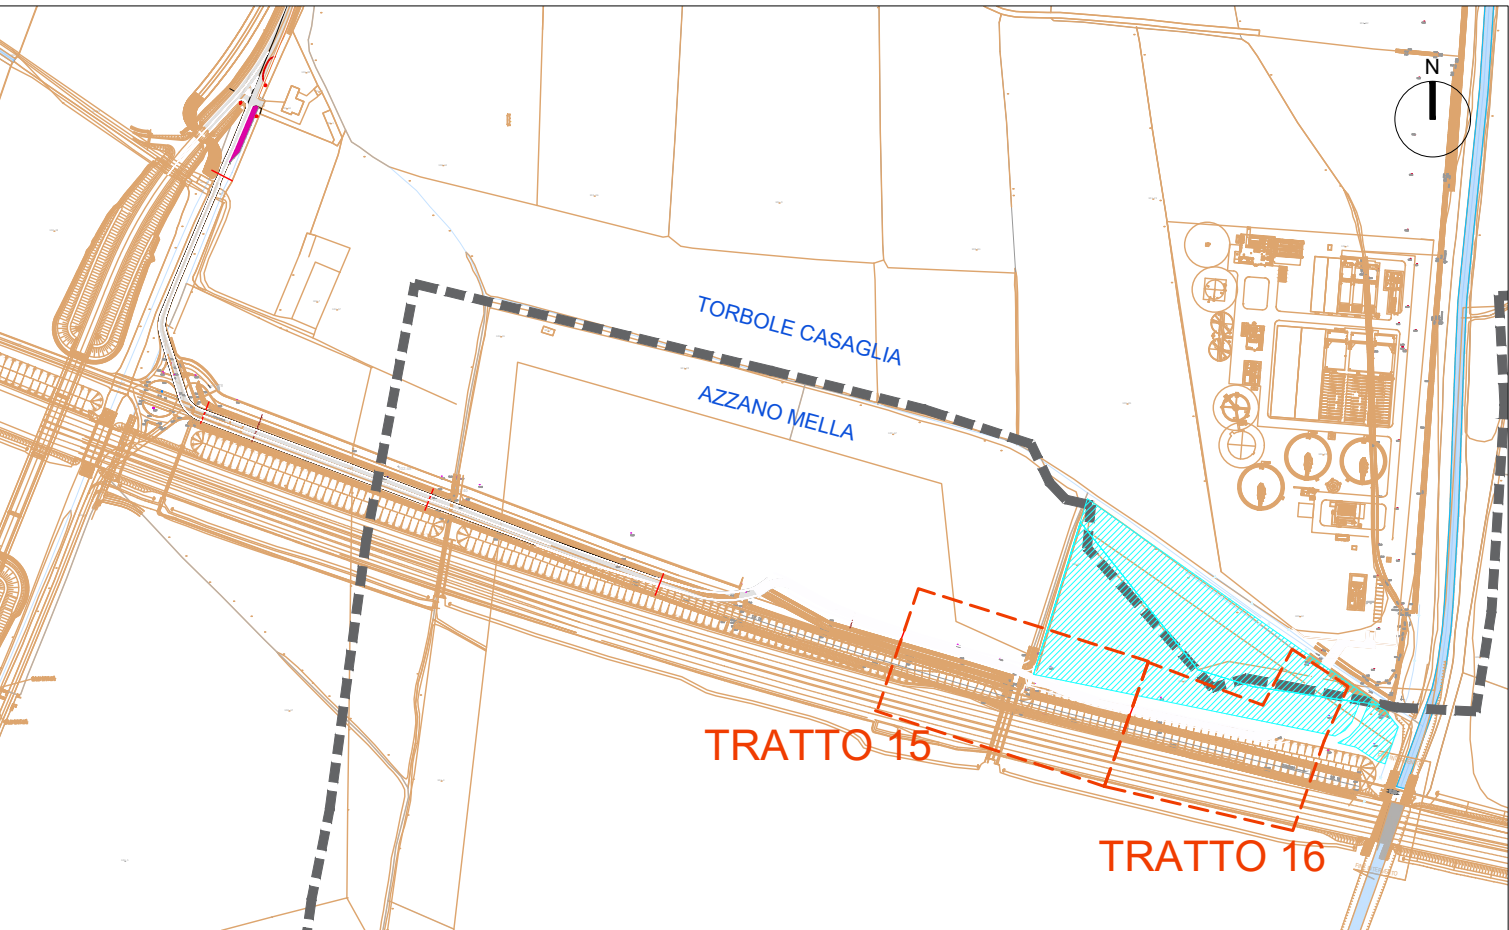 N
TORBOLE CASAGLIA
AZZANO MELLA
TRATTO 15
TRATTO 16